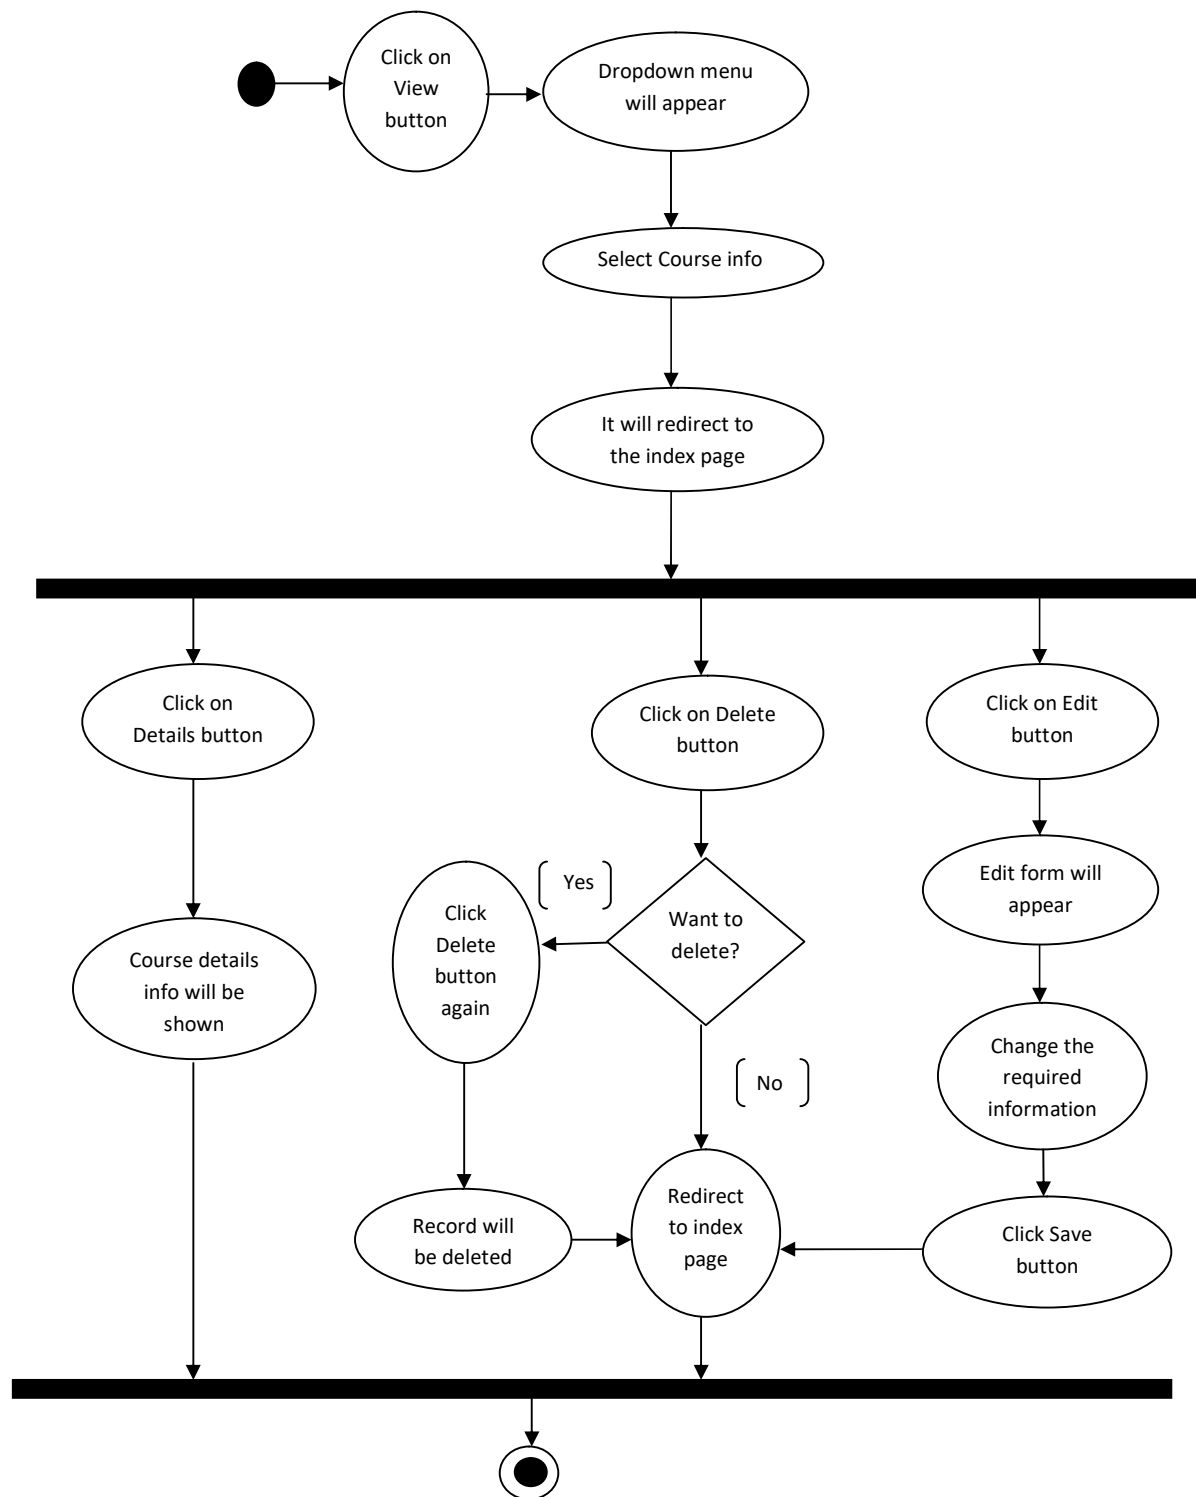 Click on
View
button
Dropdown menu
will appear
Select Course info
It will redirect to
the index page
Click on
Details button
Click on Delete
button
Click on Edit
button
Yes
Click
Delete
button
again
Want to
delete?
Edit form will
appear
Course details
info will be
shown
No
Change the
required
information
Record will
be deleted
Redirect
to index
page
Click Save
button